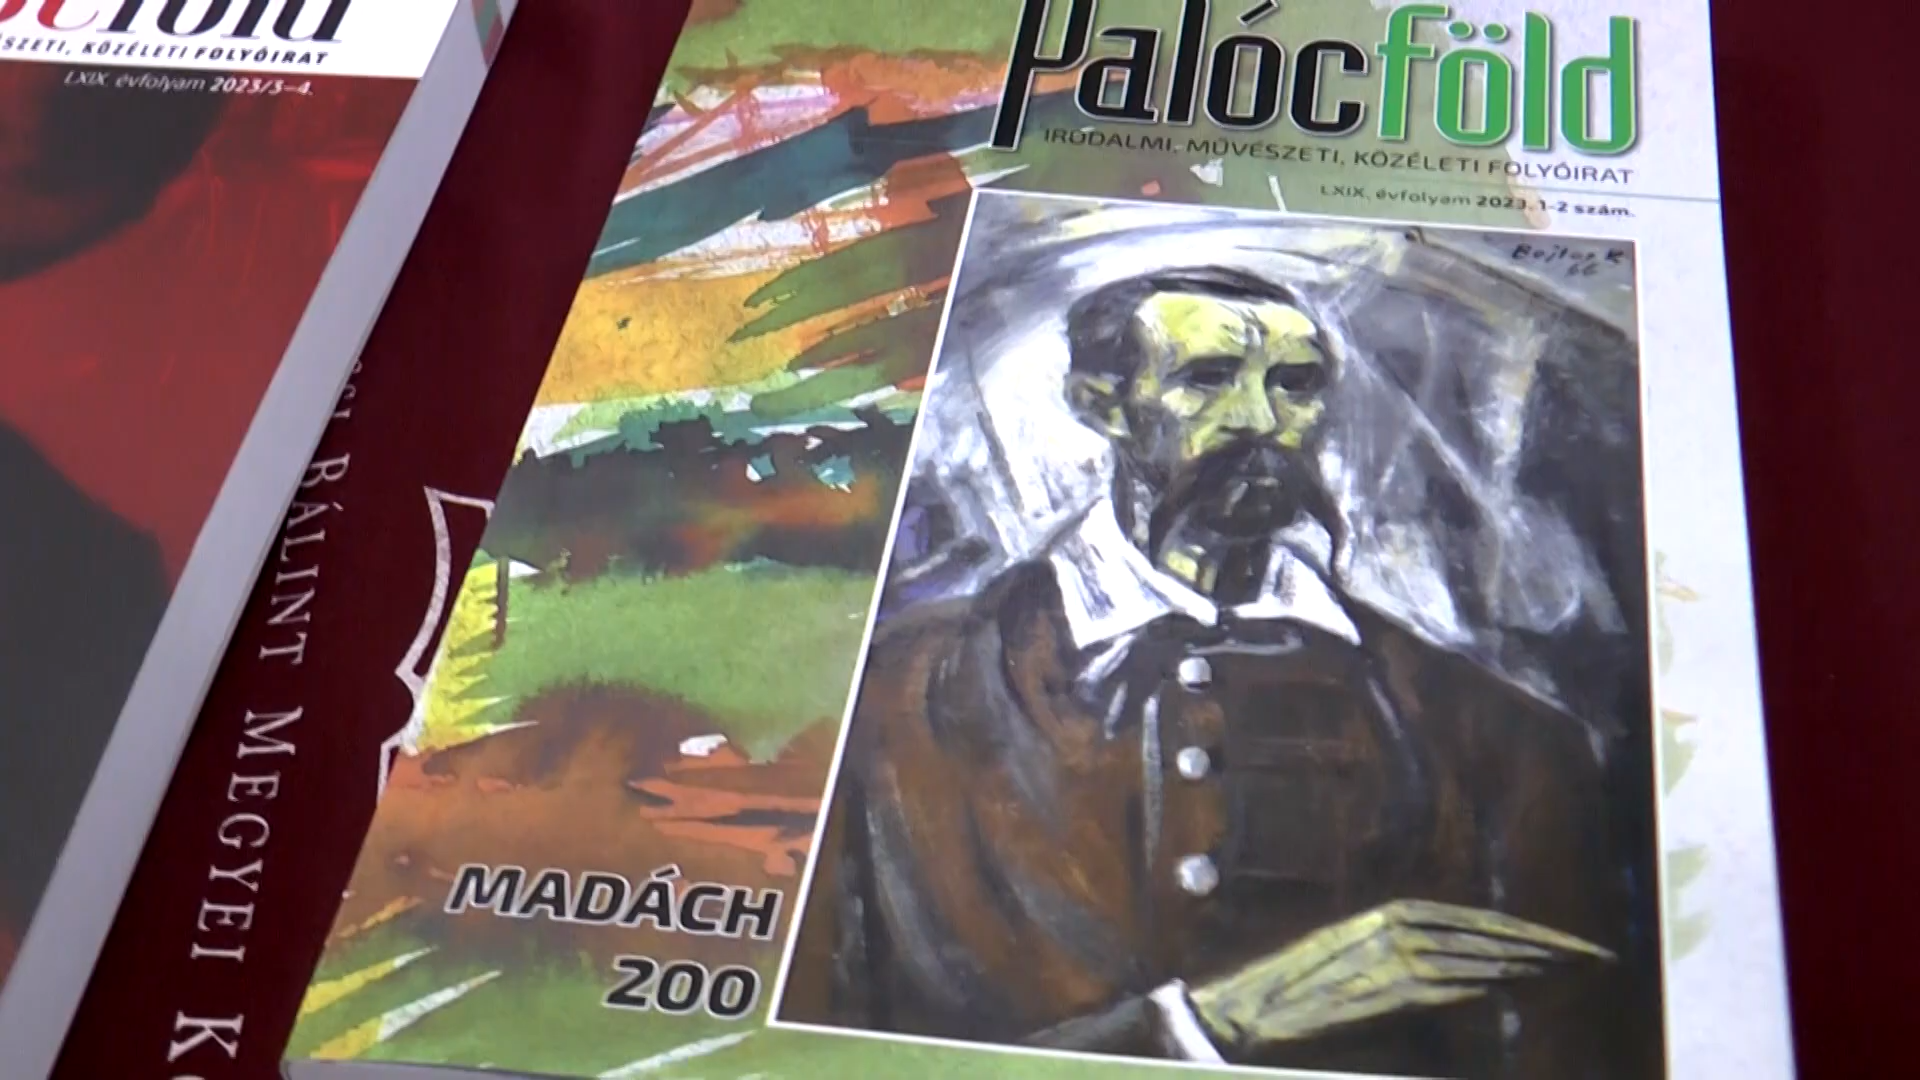 ÉSZETI, KÖZÉLETI FOLYÓIRAT
LXIX. évfolyam 2023/3–4.
BÁLINT MEGYEI
Palócföld
IRODALMI, MŰVÉSZETI, KÖZÉLETI FOLYÓIRAT
LXIX. évfolyam 2023. 1-2 szám.
66
MADÁCH
200